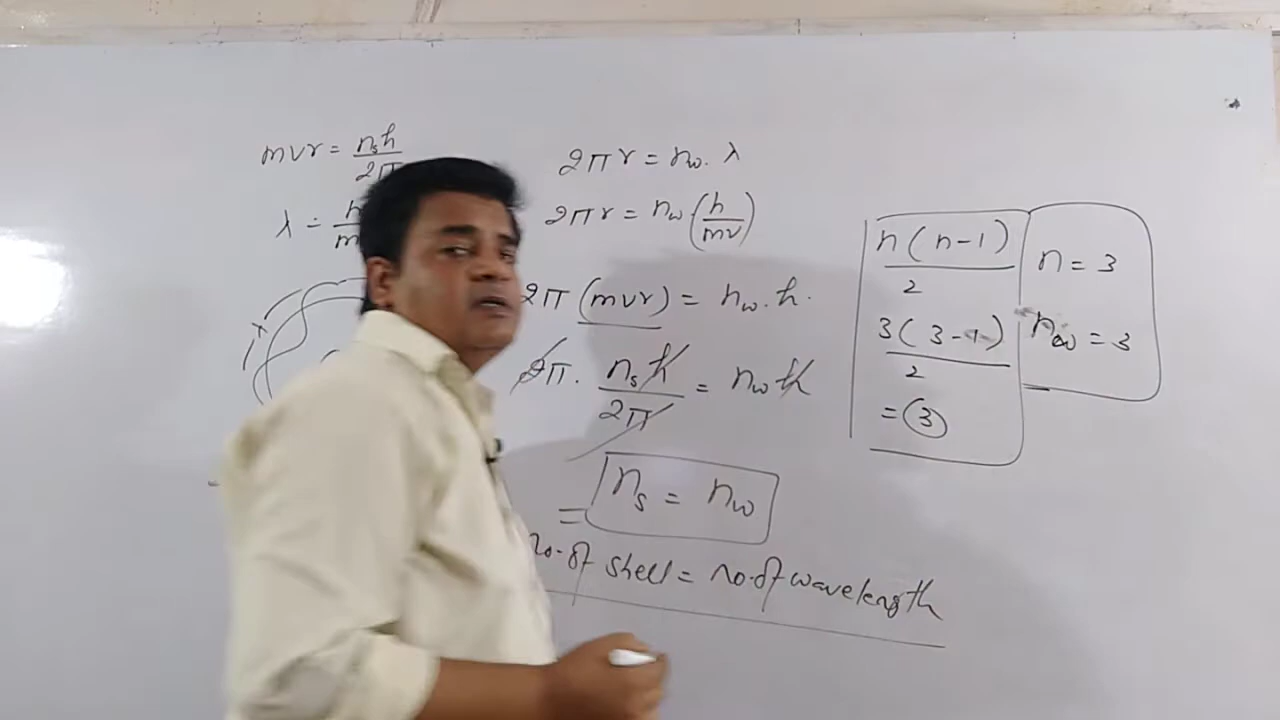 mvr = nₛh / 2π
λ = h / m
2πr = n_w. λ
2πr = n_w (h / mv)
2π (mvr) = n_w. h.
2π. nₛh / 2π = n_w h
= nₛ = n_w
no. of shell = no. of wavelength
n (n-1) / 2
3 (3-1) / 2
= 3
n = 3
n_w = 3